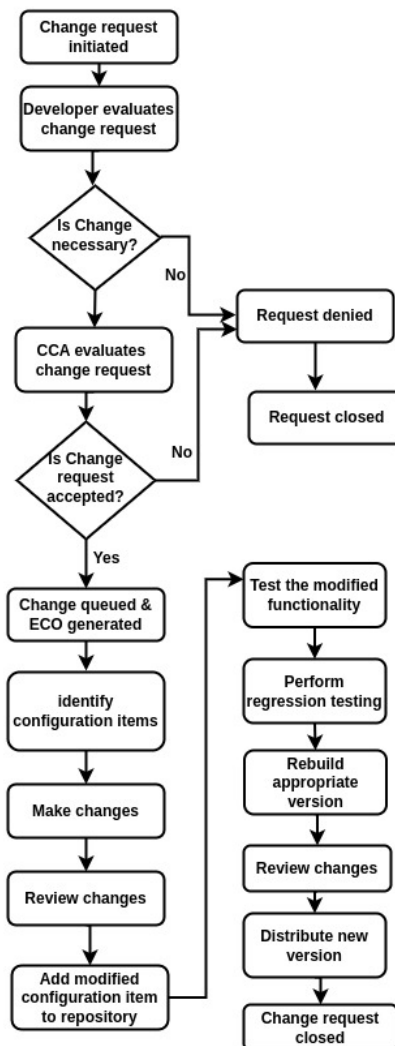 Change request
initiated
Developer evaluates
change request
Is Change
necessary?
No
Request denied
CCA evaluates
change request
Request closed
Is Change
request
accepted?
No
Yes
Change queued &
ECO generated
identify
configuration items
Make changes
Review changes
Add modified
configuration item
to repository
Test the modified
functionality
Perform
regression testing
Rebuild
appropriate
version
Review changes
Distribute new
version
Change request
closed